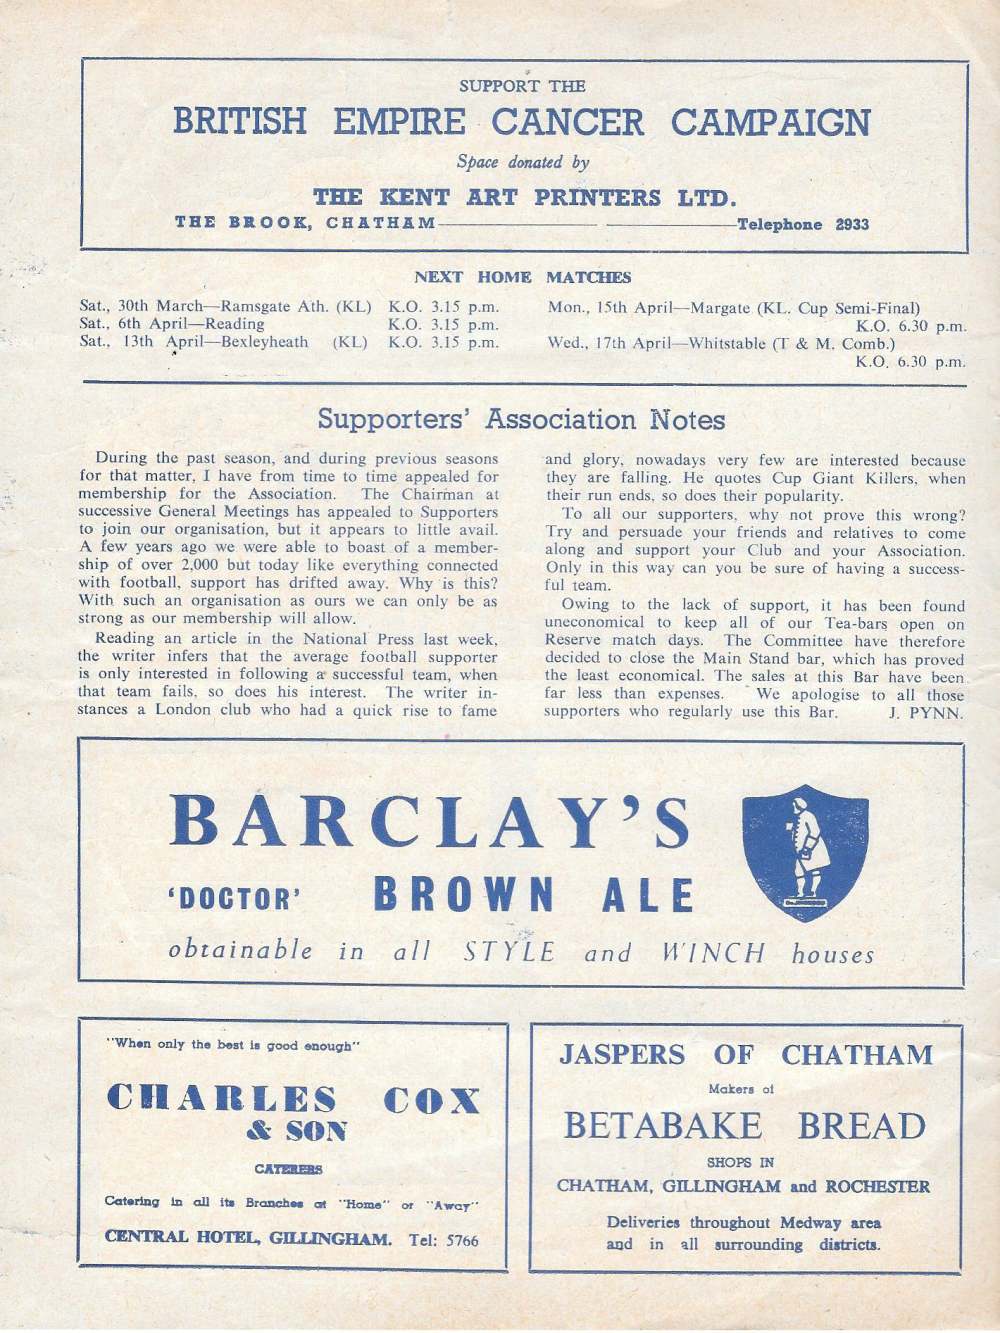 SUPPORT THE
BRITISH EMPIRE CANCER CAMPAIGN
Space donated by
THE KENT ART PRINTERS LTD.
THE BROOK, CHATHAM Telephone 2933
NEXT HOME MATCHES
Sat., 30th March—Ramsgate Ath. (KL) K.O. 3.15 p.m.
Sat., 6th April—Reading K.O. 3.15 p.m.
Sat., 13th April—Bexleyheath (KL) K.O. 3.15 p.m.
Mon., 15th April—Margate (KL. Cup Semi-Final)
K.O. 6.30 p.m.
Wed., 17th April—Whitstable (T & M. Comb.)
K.O. 6.30 p.m.
Supporters' Association Notes
During the past season, and during previous seasons
for that matter, I have from time to time appealed for
membership for the Association. The Chairman at
successive General Meetings has appealed to Supporters
to join our organisation, but it appears to little avail.
A few years ago we were able to boast of a member-
ship of over 2,000 but today like everything connected
with football, support has drifted away. Why is this?
With such an organisation as ours we can only be as
strong as our membership will allow.
Reading an article in the National Press last week,
the writer infers that the average football supporter
is only interested in following a successful team, when
that team fails, so does his interest. The writer in-
stances a London club who had a quick rise to fame
and glory, nowadays very few are interested because
they are falling. He quotes Cup Giant Killers, when
their run ends, so does their popularity.
To all our supporters, why not prove this wrong?
Try and persuade your friends and relatives to come
along and support your Club and your Association.
Only in this way can you be sure of having a success-
ful team.
Owing to the lack of support, it has been found
uneconomical to keep all of our Tea-bars open on
Reserve match days. The Committee have therefore
decided to close the Main Stand bar, which has proved
the least economical. The sales at this Bar have been
far less than expenses. We apologise to all those
supporters who regularly use this Bar. J. PYNN.
BARCLAY'S
'DOCTOR' BROWN ALE
obtainable in all STYLE and WINCH houses
"When only the best is good enough"
CHARLES COX
& SON
CATERERS
Catering in all its Branches at "Home" or "Away"
CENTRAL HOTEL, GILLINGHAM. Tel: 5766
JASPERS OF CHATHAM
Makers of
BETABAKE BREAD
SHOPS IN
CHATHAM, GILLINGHAM and ROCHESTER
Deliveries throughout Medway area
and in all surrounding districts.